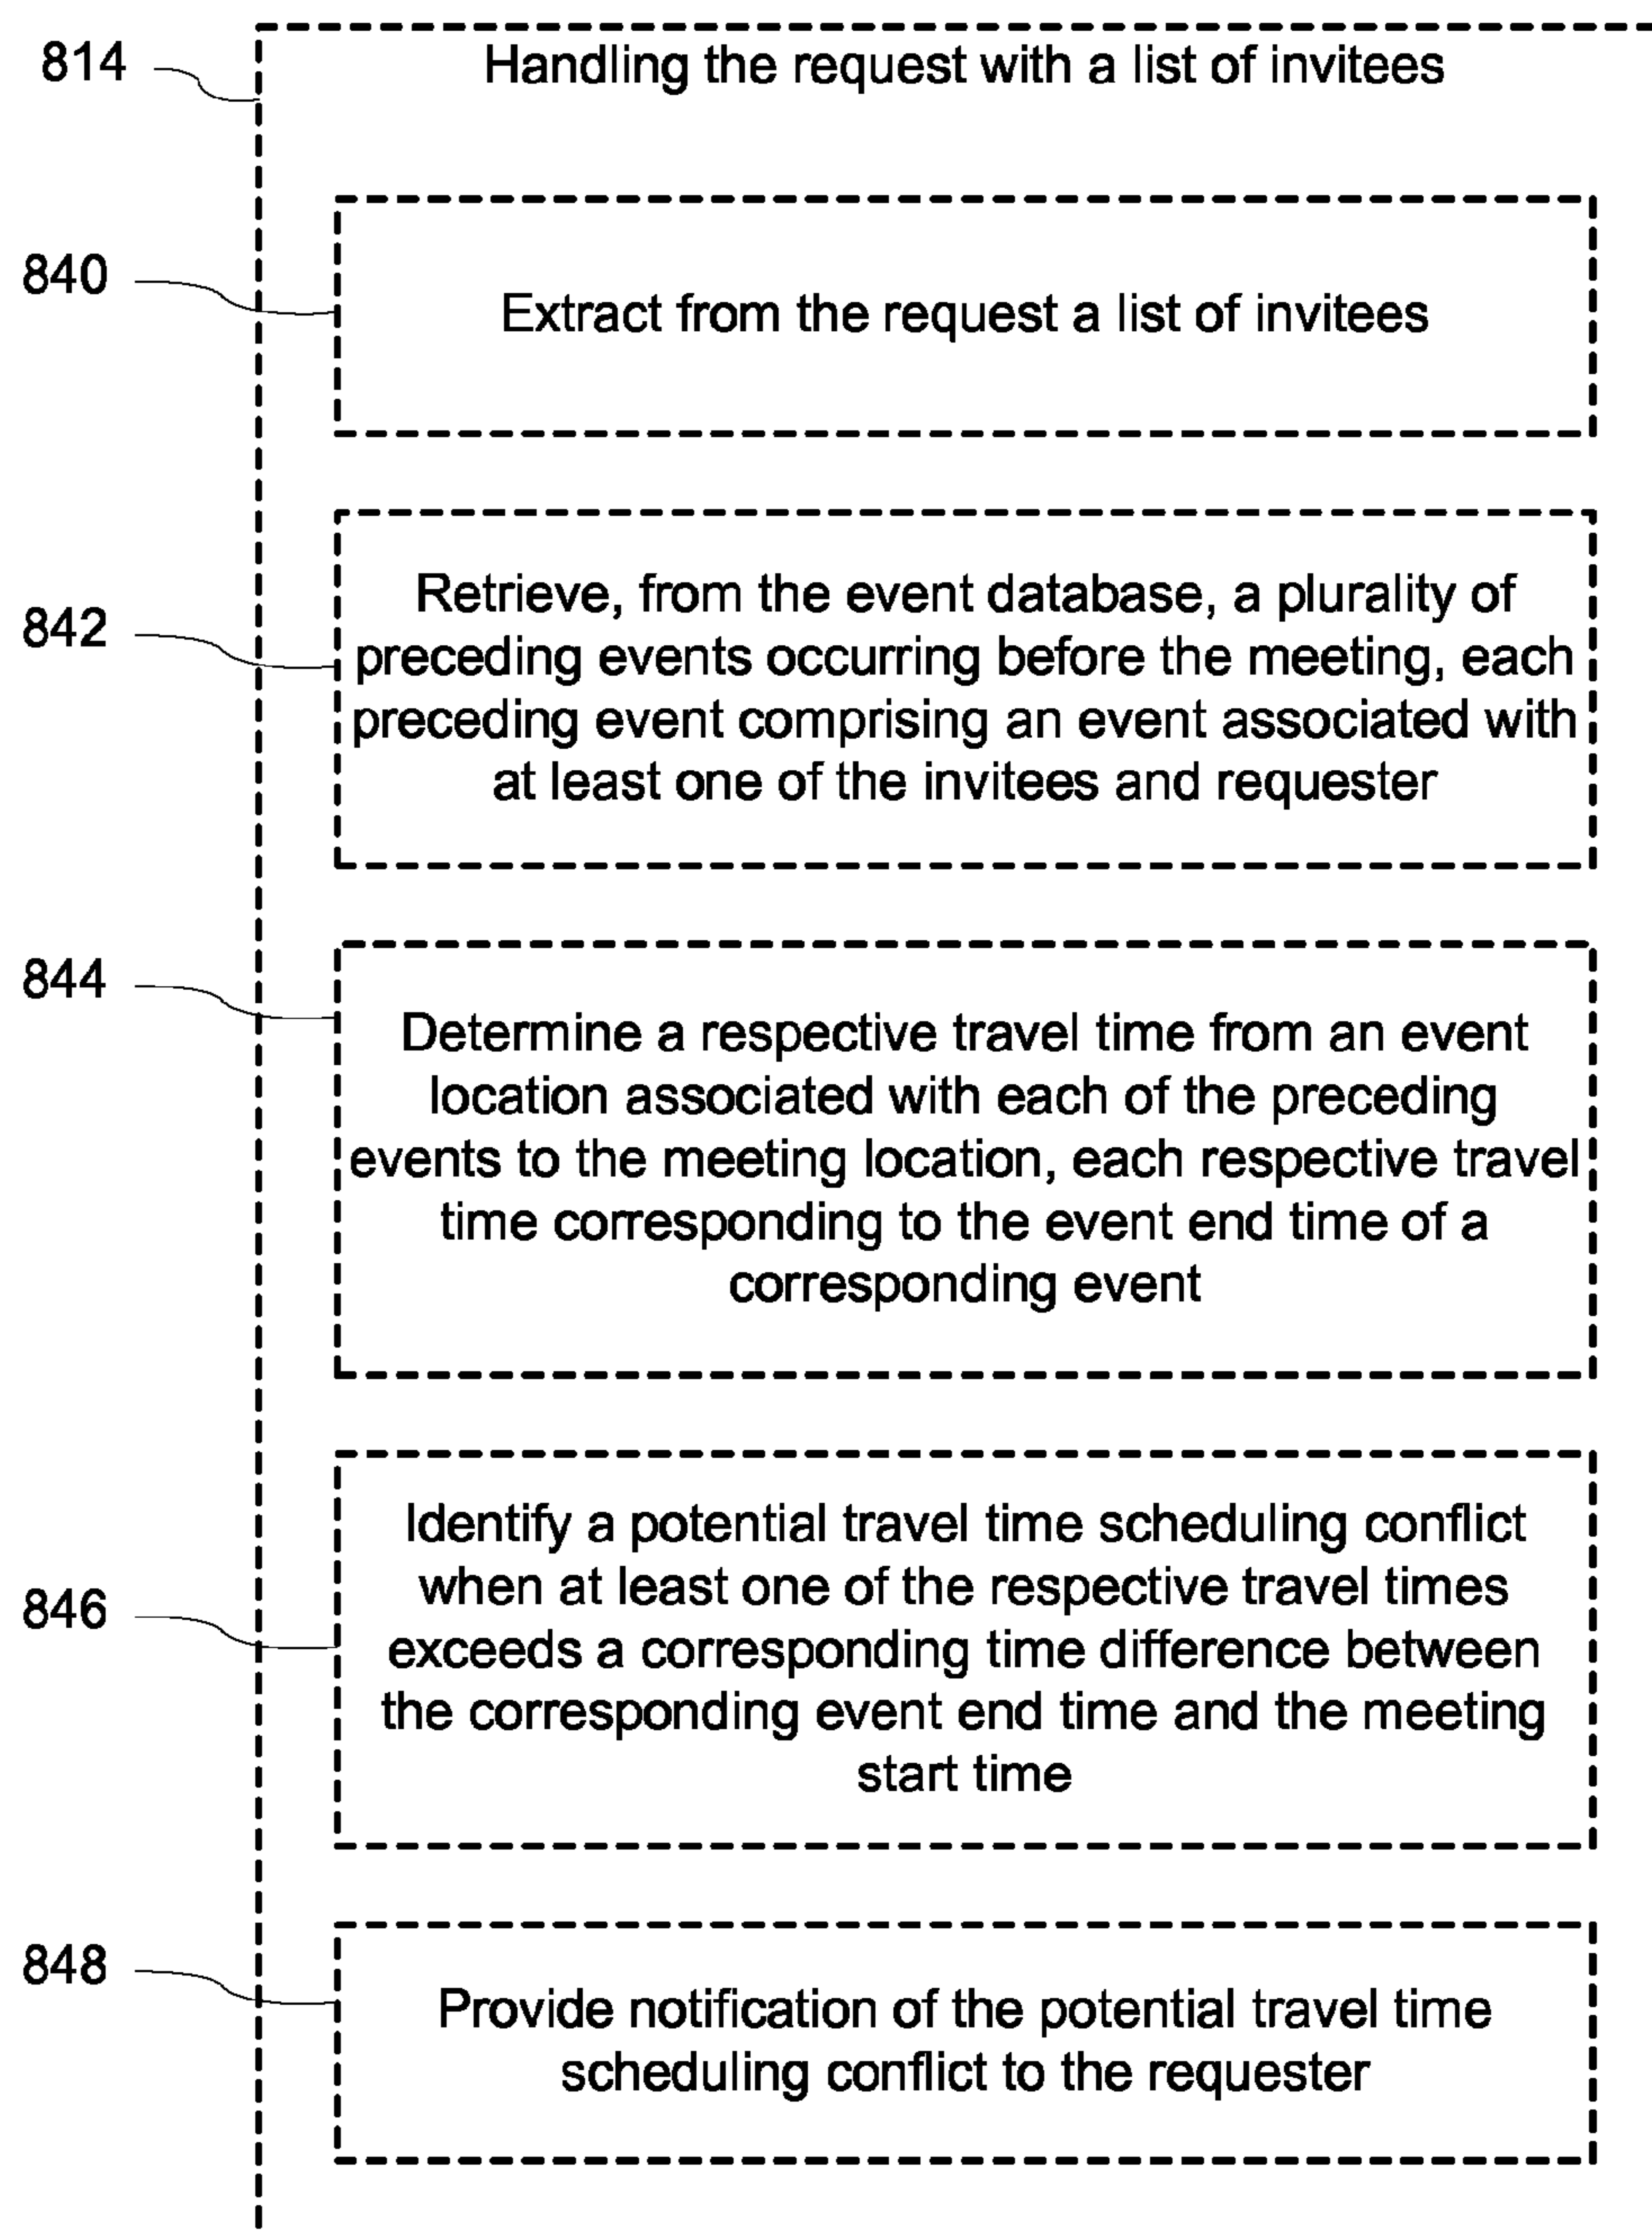 814
Handling the request with a list of invitees
840
Extract from the request a list of invitees
842
Retrieve, from the event database, a plurality of
preceding events occurring before the meeting, each
preceding event comprising an event associated with
at least one of the invitees and requester
844
Determine a respective travel time from an event
location associated with each of the preceding
events to the meeting location, each respective travel
time corresponding to the event end time of a
corresponding event
846
Identify a potential travel time scheduling conflict
when at least one of the respective travel times
exceeds a corresponding time difference between
the corresponding event end time and the meeting
start time
848
Provide notification of the potential travel time
scheduling conflict to the requester